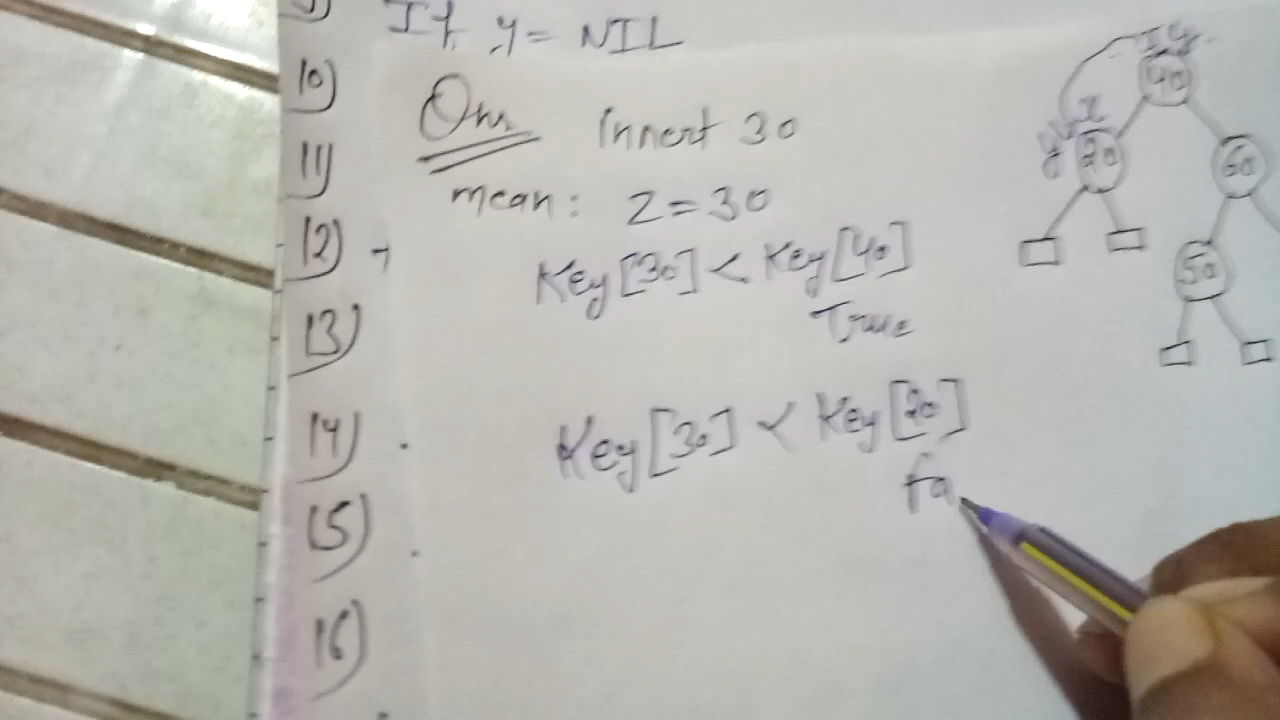 If y = NIL
10)
Qns insert 30
11)
mean: Z = 30
12)
Key[30] < Key[40]
True
13)
14)
Key[30] < Key[20]
fa
15)
16)
40
x
y 20
60
50